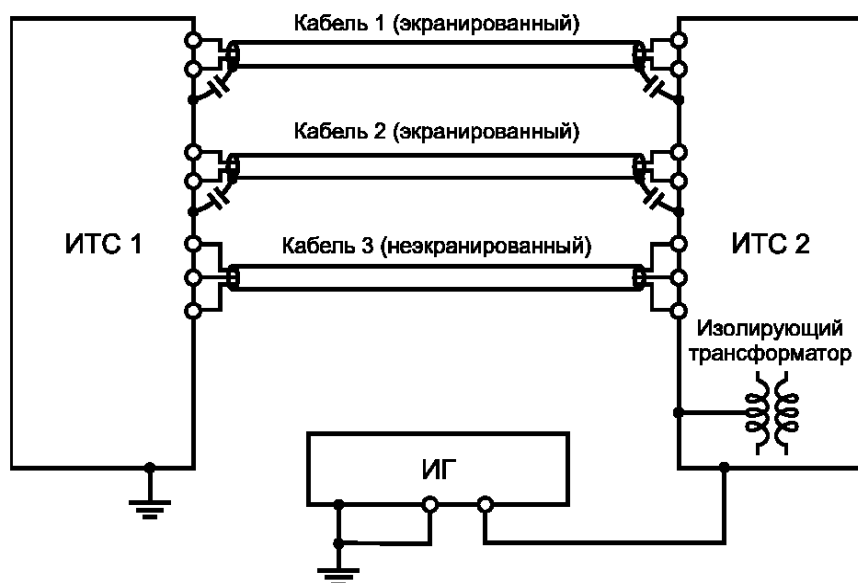 Кабель 1 (экранированный)
Кабель 2 (экранированный)
Кабель 3 (неэкранированный)
ИТС 1
ИТС 2
Изолирующий
трансформатор
ИГ